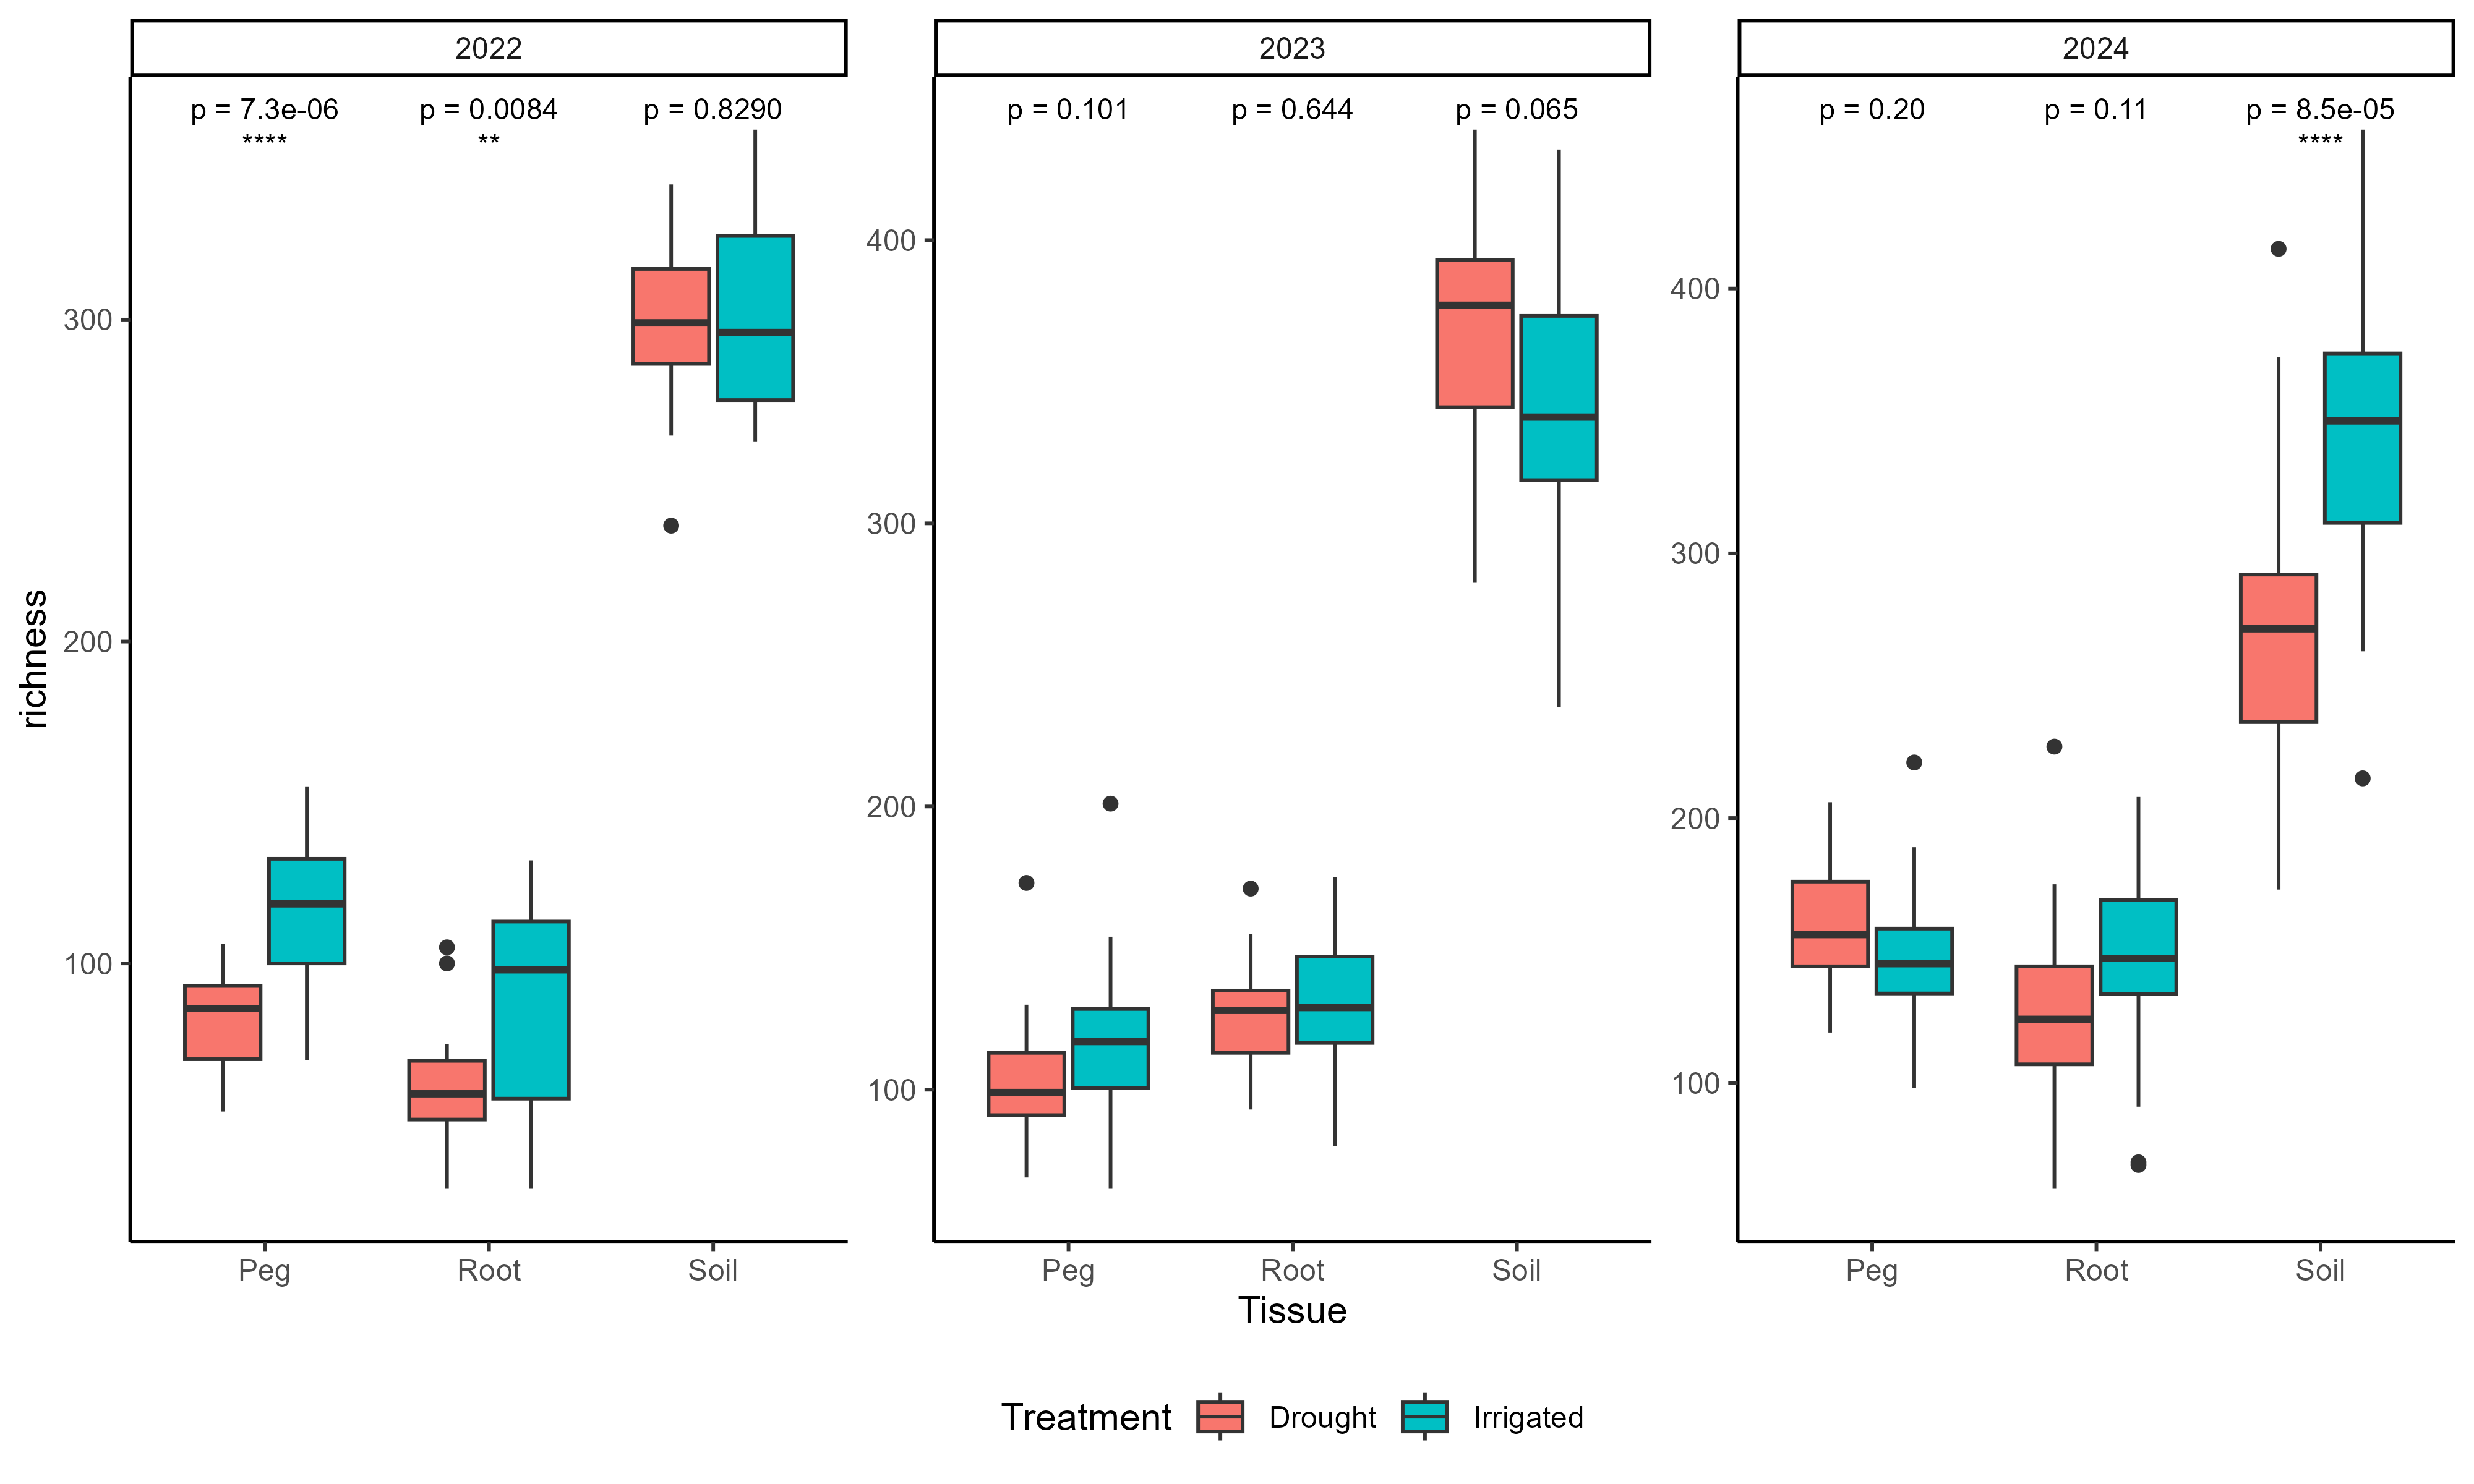 2022 2023 2024
p = 7.3e-06 p = 0.0084 p = 0.8290 p = 0.101 p = 0.644 p = 0.065 p = 0.20 p = 0.11 p = 8.5e-05
**** ** ****
richness
300
200
100
400
300
200
100
400
300
200
100
Peg Root Soil Peg Root Soil Peg Root Soil
Tissue
Treatment Drought Irrigated